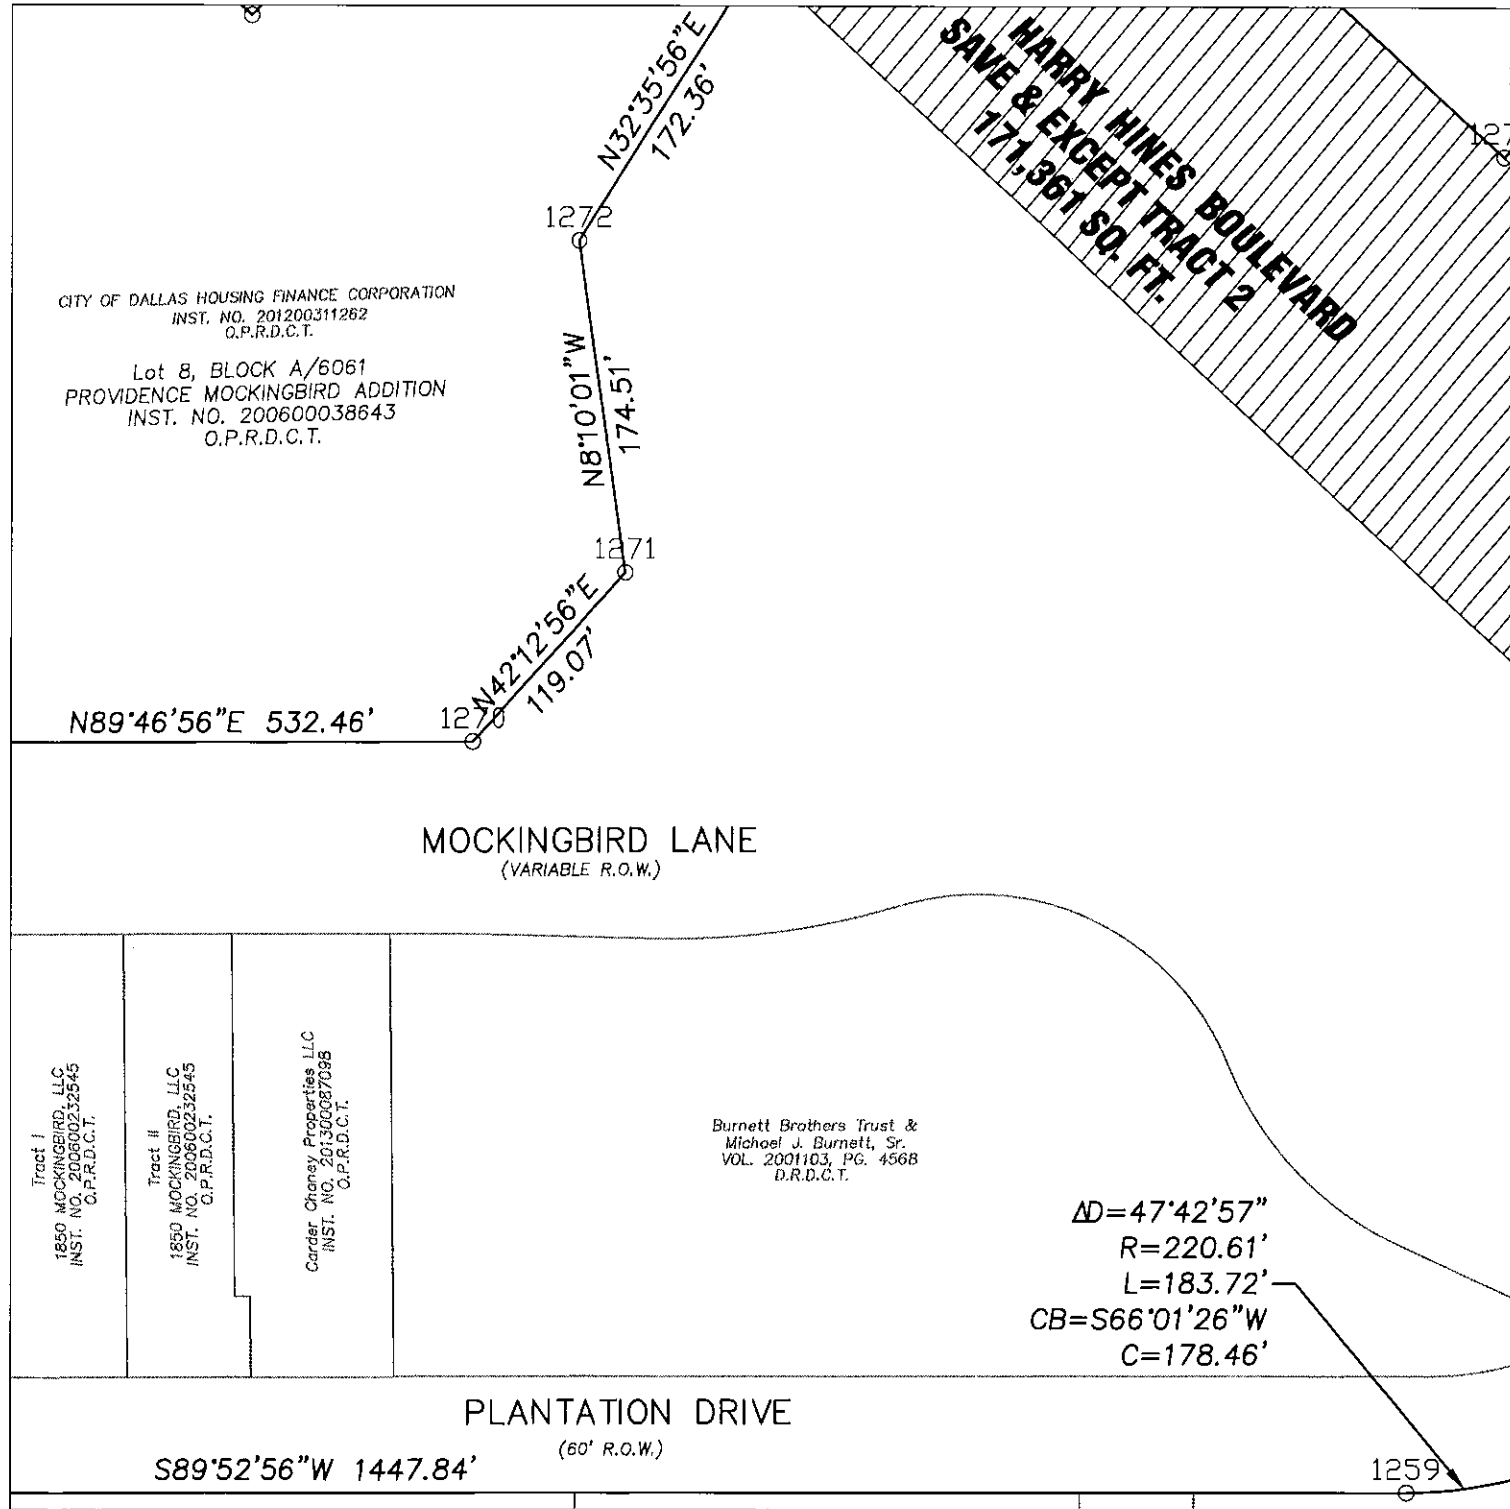 N32°35'56"E
172.36'
HARRY HINES BOULEVARD
SAVE & EXCEPT TRACT 2
171,361 SQ. FT.
1272
CITY OF DALLAS HOUSING FINANCE CORPORATION
INST. NO. 201200311262
O.P.R.D.C.T.
Lot 8, BLOCK A/6061
PROVIDENCE MOCKINGBIRD ADDITION
INST. NO. 200600038643
O.P.R.D.C.T.
N8°10'01"W
174.51'
1271
N42°12'56"E
119.07'
N89°46'56"E 532.46'
1270
MOCKINGBIRD LANE
(VARIABLE R.O.W.)
Tract I
1850 MOCKINGBIRD, LLC
INST. NO. 200600232545
O.P.R.D.C.T.
Tract II
1850 MOCKINGBIRD, LLC
INST. NO. 200600232545
O.P.R.D.C.T.
Carder Chaney Properties LLC
INST. NO. 201300087098
O.P.R.D.C.T.
Burnett Brothers Trust &
Michael J. Burnett, Sr.
VOL. 2001103, PG. 4568
D.R.D.C.T.
ΔD=47°42'57"
R=220.61'
L=183.72'
CB=S66°01'26"W
C=178.46'
PLANTATION DRIVE
(60' R.O.W.)
S89°52'56"W 1447.84'
1259